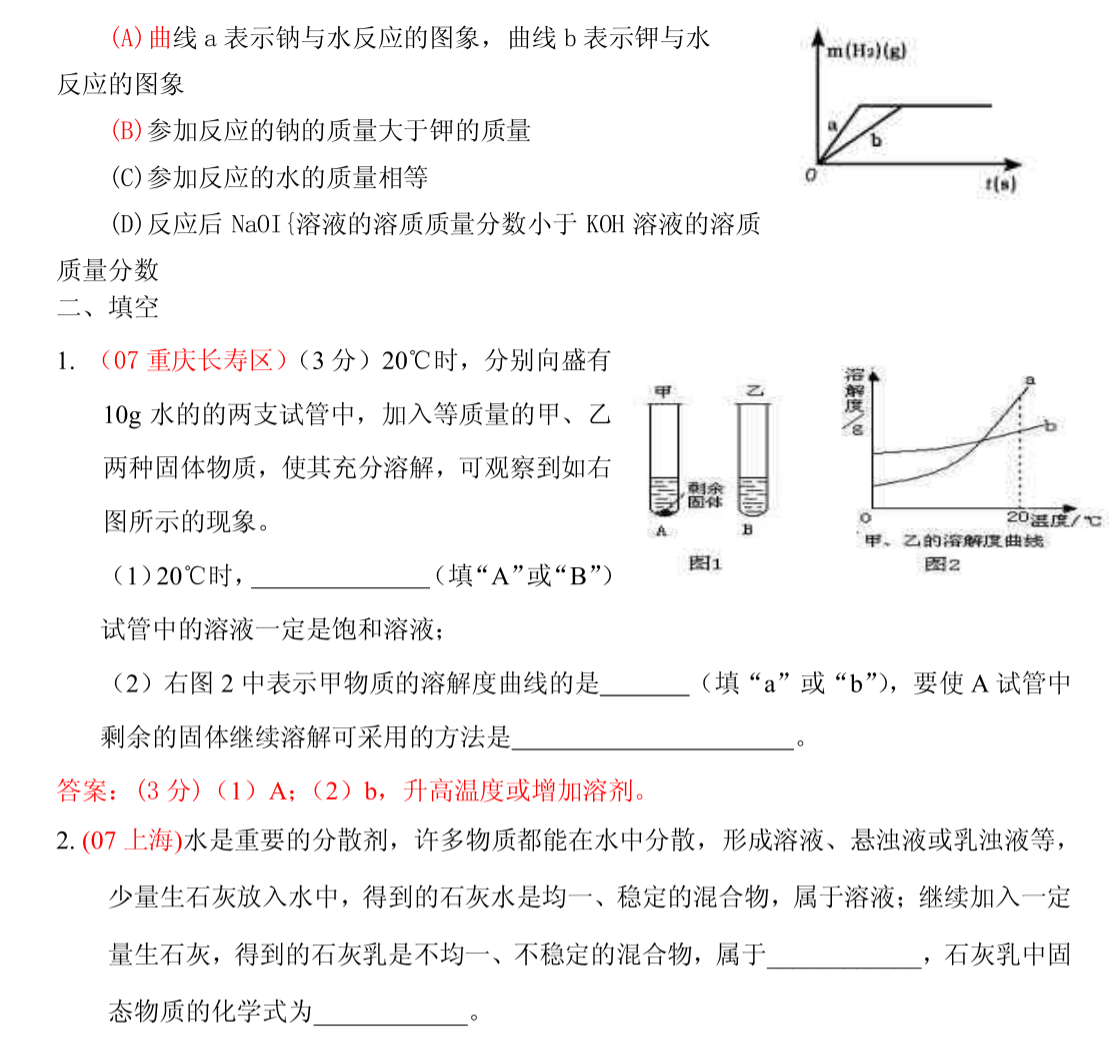 (A)曲线 a 表示钠与水反应的图象，曲线 b 表示钾与水
反应的图象
(B)参加反应的钠的质量大于钾的质量
(C)参加反应的水的质量相等
(D)反应后 NaOI{溶液的溶质质量分数小于 KOH 溶液的溶质
质量分数
m(H₂)(g)
a
b
0
t(s)
二、填空
1. （07 重庆长寿区）（3 分）20℃时，分别向盛有
10g 水的的两支试管中，加入等质量的甲、乙
两种固体物质，使其充分溶解，可观察到如右
图所示的现象。
（1）20℃时，______________（填“A”或“B”）
试管中的溶液一定是饱和溶液；
甲
乙
剩余
固体
A
B
图1
溶解度/g
a
b
0
20
温度/℃
甲、乙的溶解度曲线
图2
（2）右图 2 中表示甲物质的溶解度曲线的是_______（填“a”或“b”），要使 A 试管中
剩余的固体继续溶解可采用的方法是______________________。
答案：(3 分)（1）A；（2）b，升高温度或增加溶剂。
2. (07 上海)水是重要的分散剂，许多物质都能在水中分散，形成溶液、悬浊液或乳浊液等，
少量生石灰放入水中，得到的石灰水是均一、稳定的混合物，属于溶液；继续加入一定
量生石灰，得到的石灰乳是不均一、不稳定的混合物，属于____________，石灰乳中固
态物质的化学式为____________。